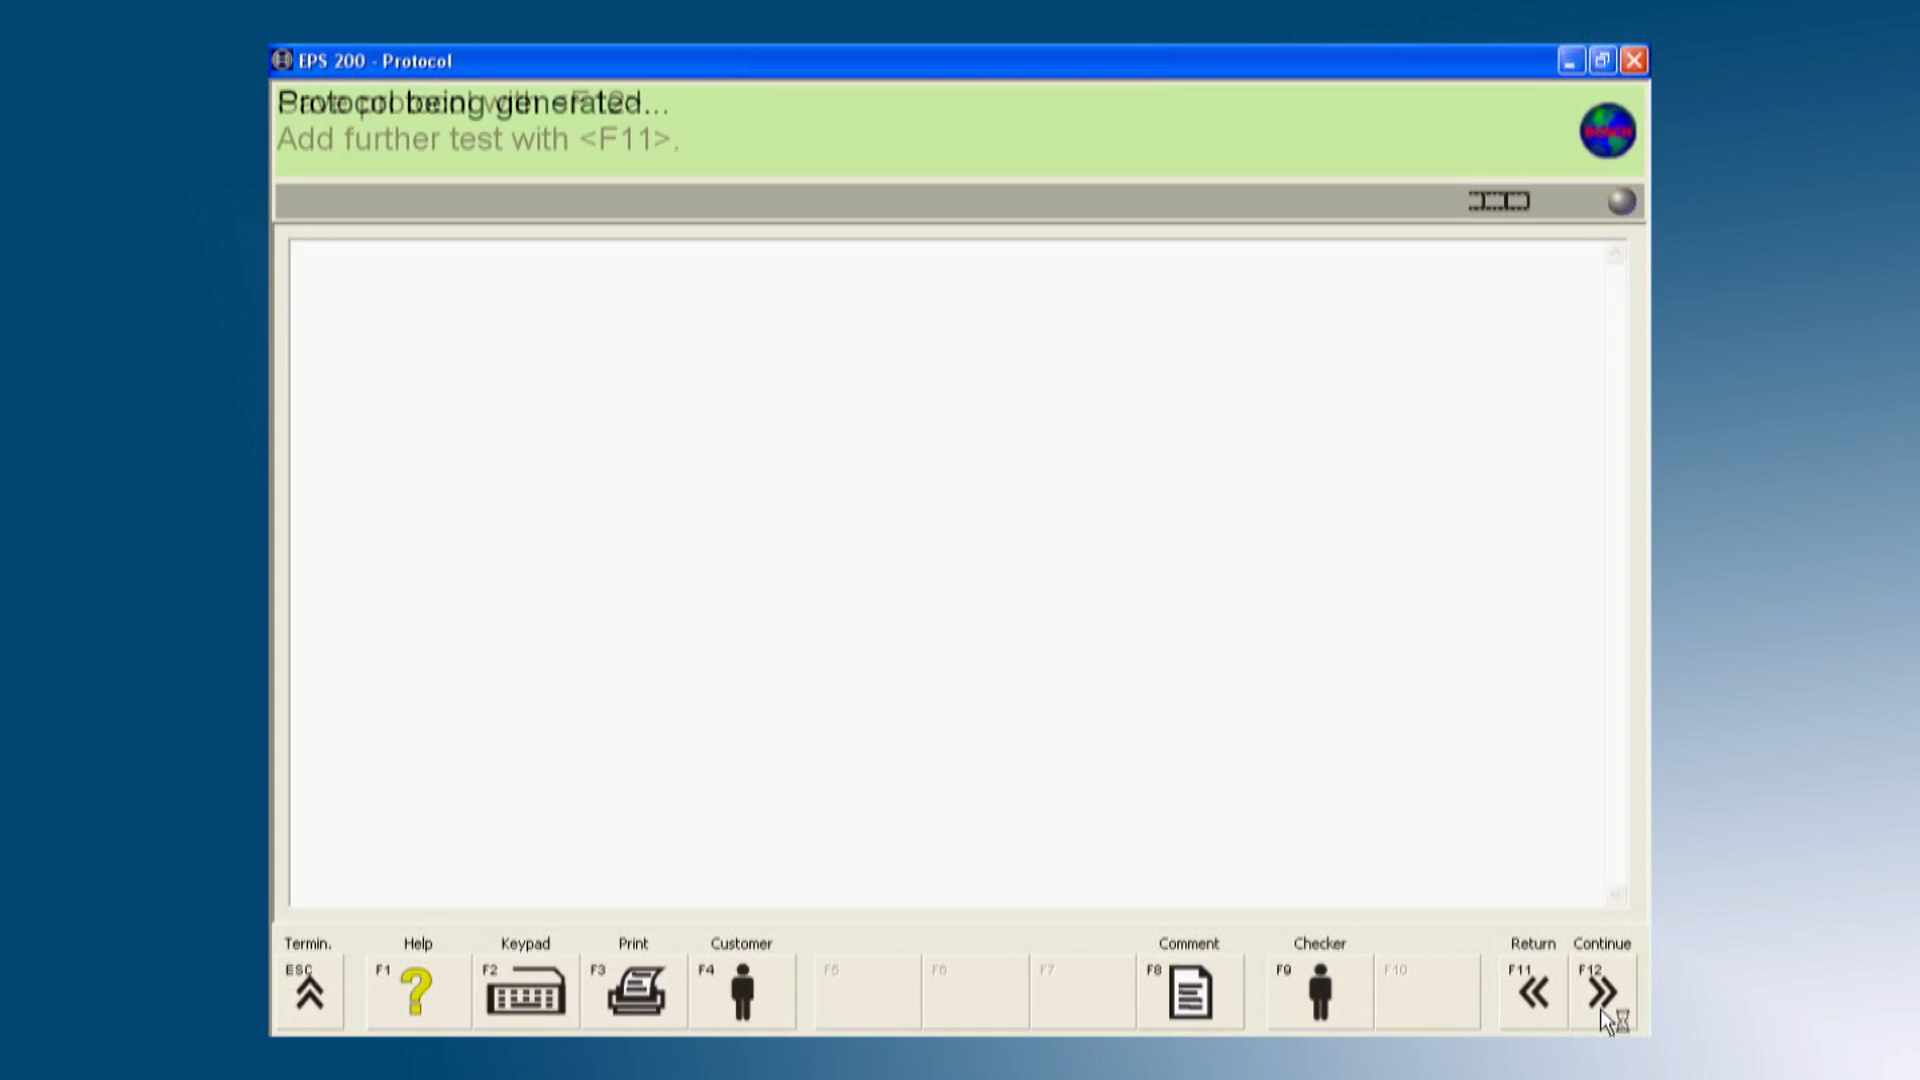 EPS 200 - Protocol
Protocol being generated...
Add further test with <F11>.
BOSCH
Termin.
Help
Keypad
Print
Customer
Comment
Checker
Return
Continue
ESC
F1
F2
F3
F4
F5
F6
F7
F8
F9
F10
F11
F12